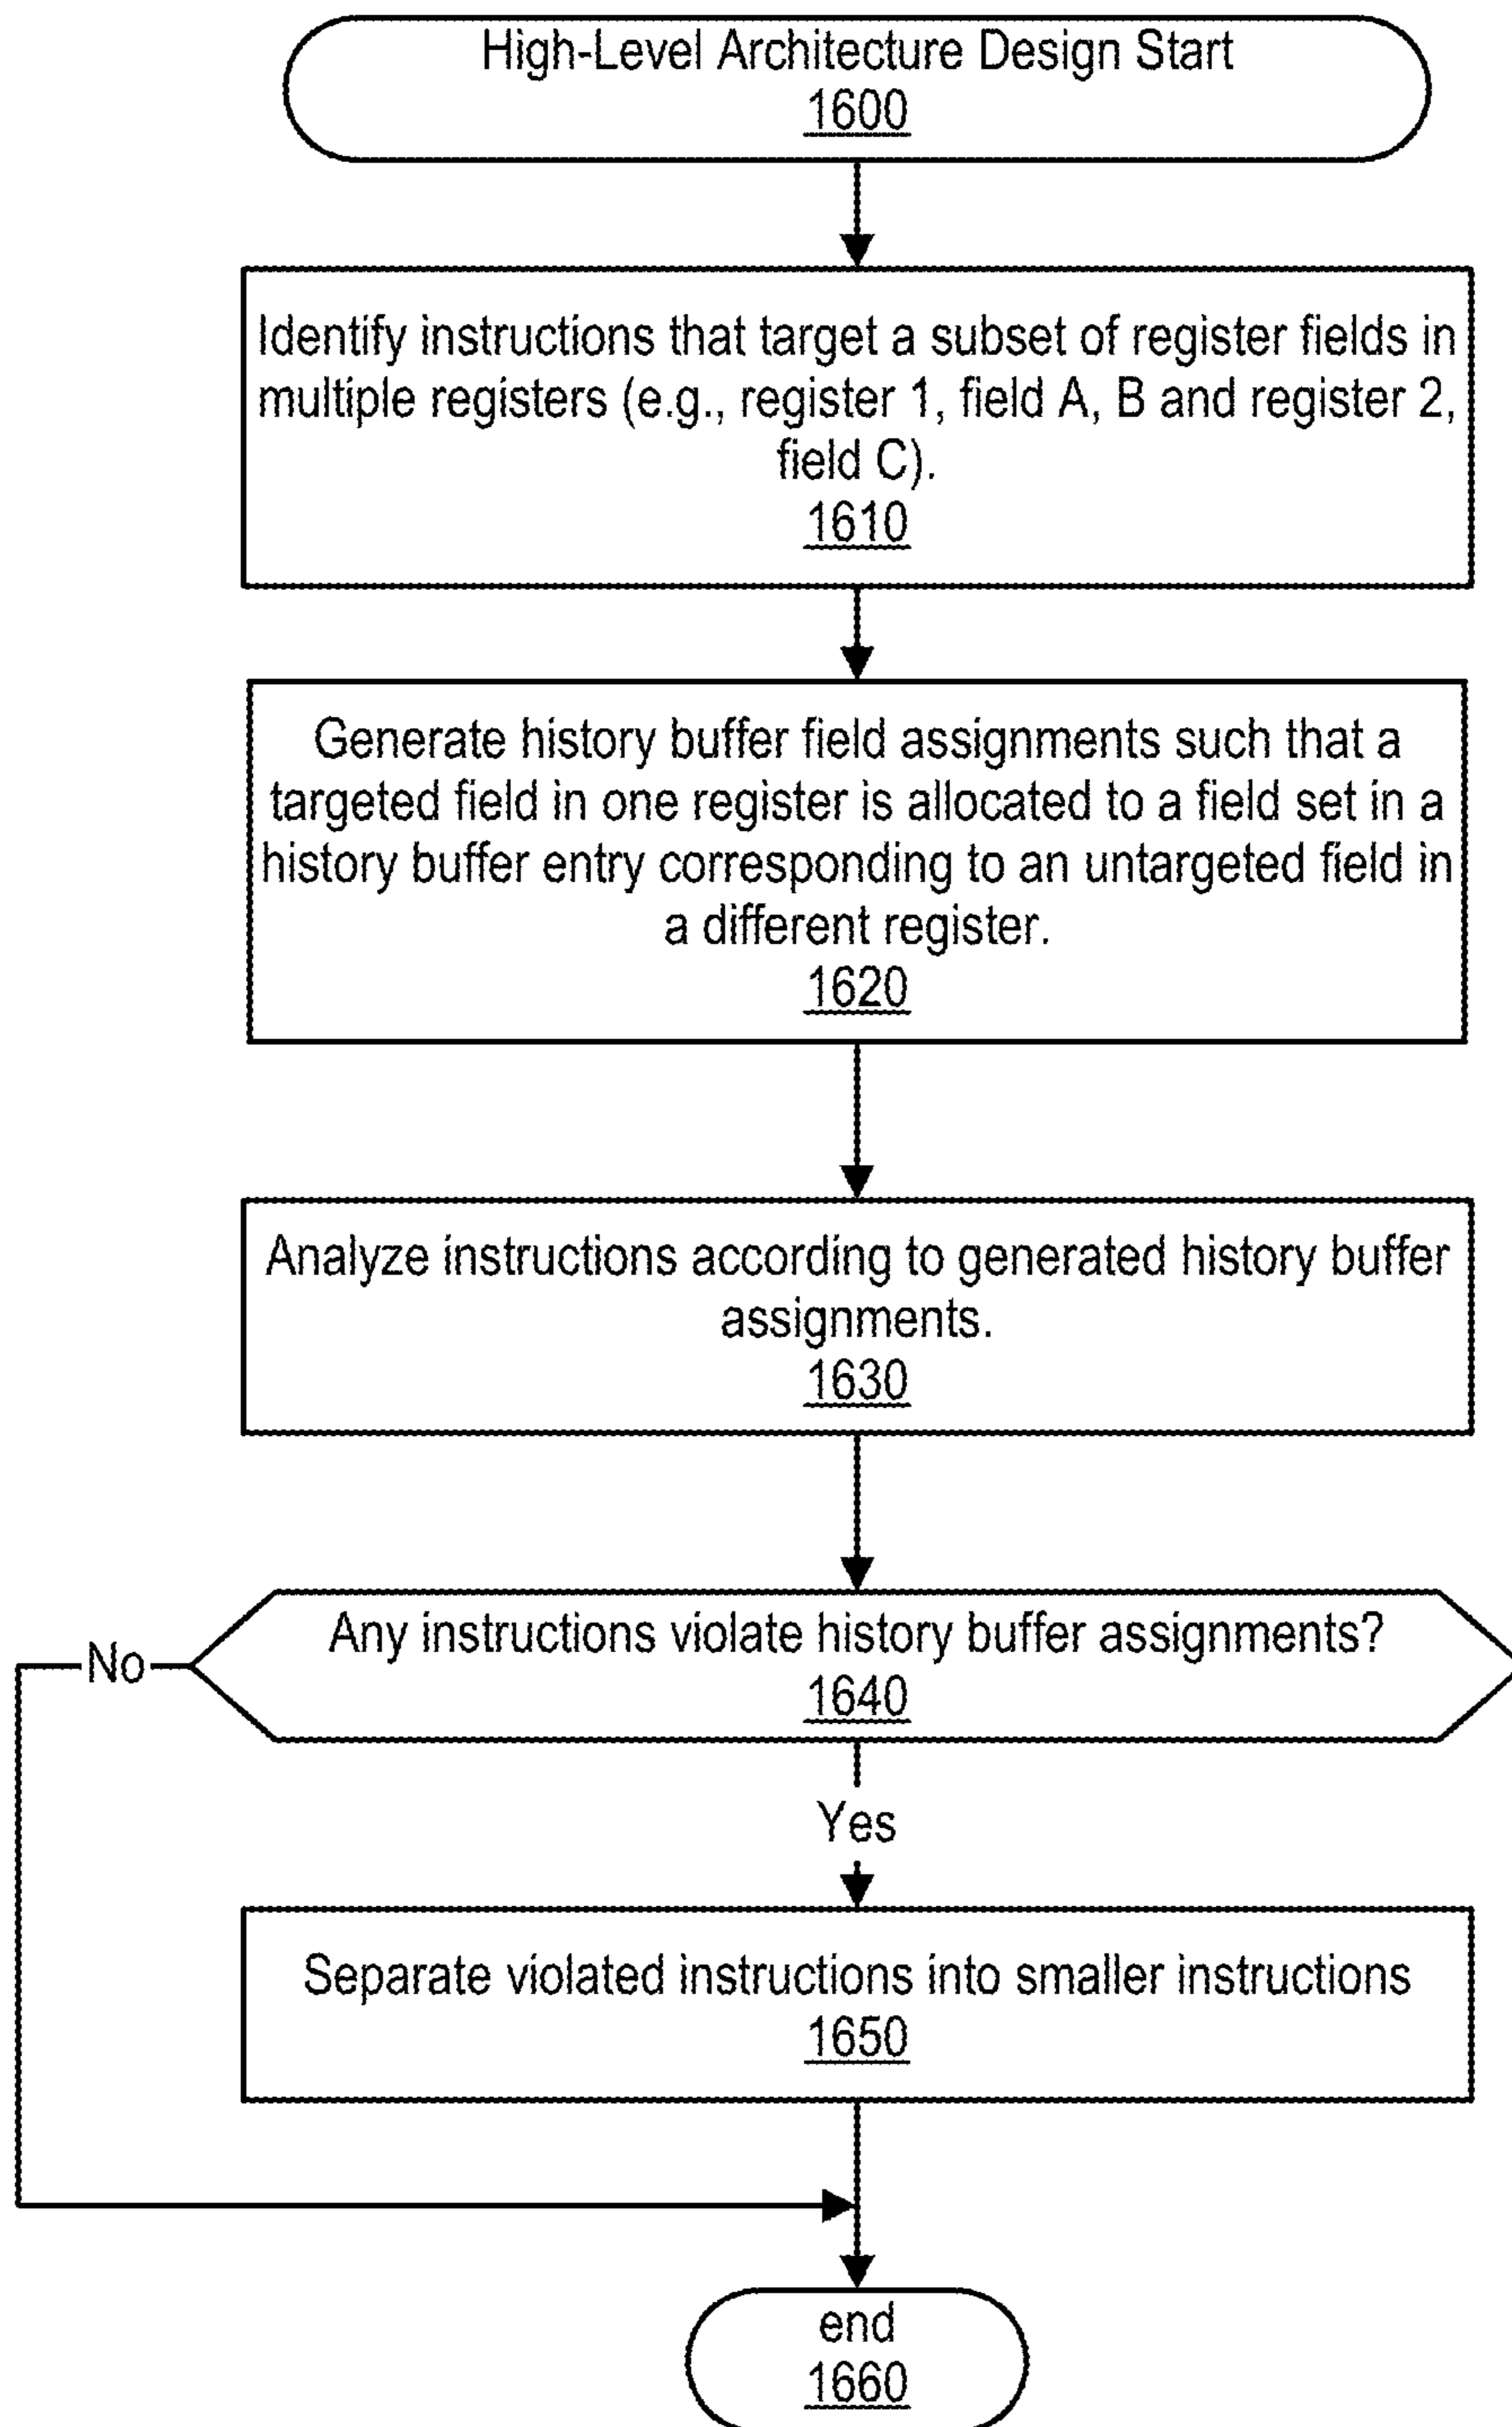 High-Level Architecture Design Start
1600
Identify instructions that target a subset of register fields in
multiple registers (e.g., register 1, field A, B and register 2,
field C).
1610
Generate history buffer field assignments such that a
targeted field in one register is allocated to a field set in a
history buffer entry corresponding to an untargeted field in
a different register.
1620
Analyze instructions according to generated history buffer
assignments.
1630
Any instructions violate history buffer assignments?
1640
No
Yes
Separate violated instructions into smaller instructions
1650
end
1660